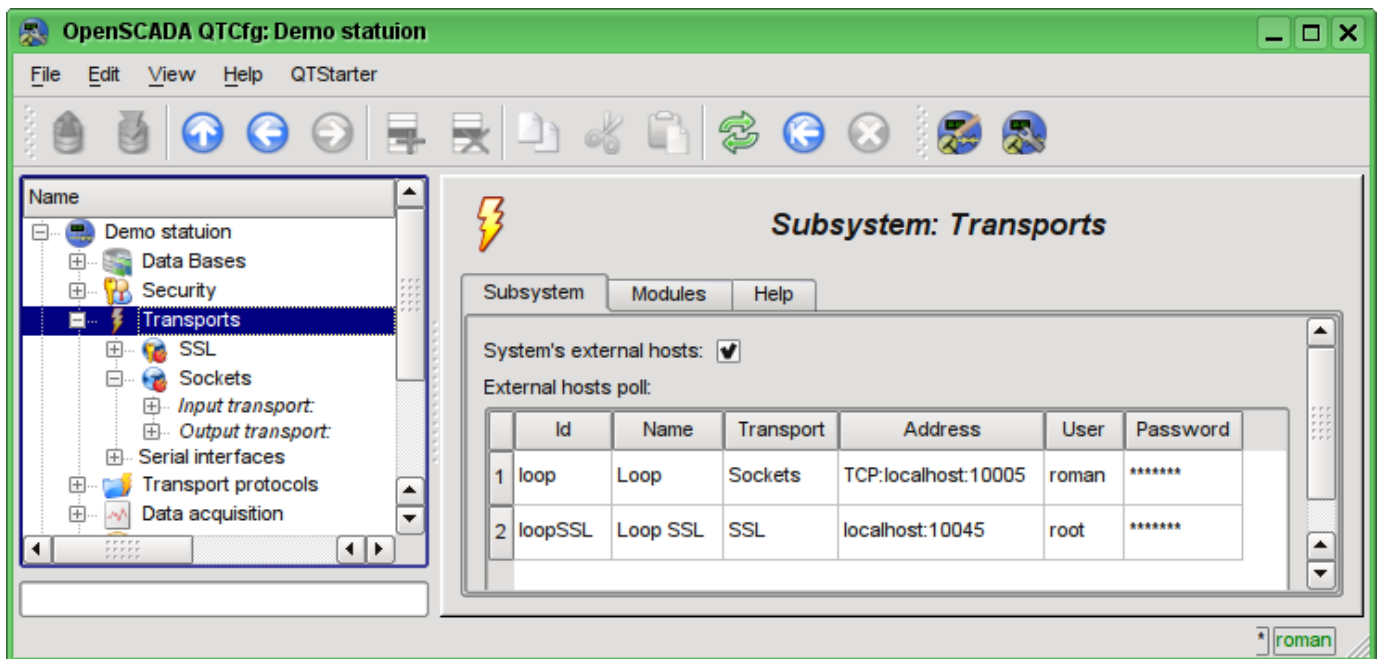 OpenSCADA QTCfg: Demo statuion
File Edit View Help QTStarter
Name
Demo statuion
Data Bases
Security
Transports
SSL
Sockets
Input transport:
Output transport:
Serial interfaces
Transport protocols
Data acquisition
Subsystem: Transports
Subsystem Modules Help
System's external hosts:
External hosts poll:
Id Name Transport Address User Password
1 loop Loop Sockets TCP:localhost:10005 roman *******
2 loopSSL Loop SSL SSL localhost:10045 root *******
* roman